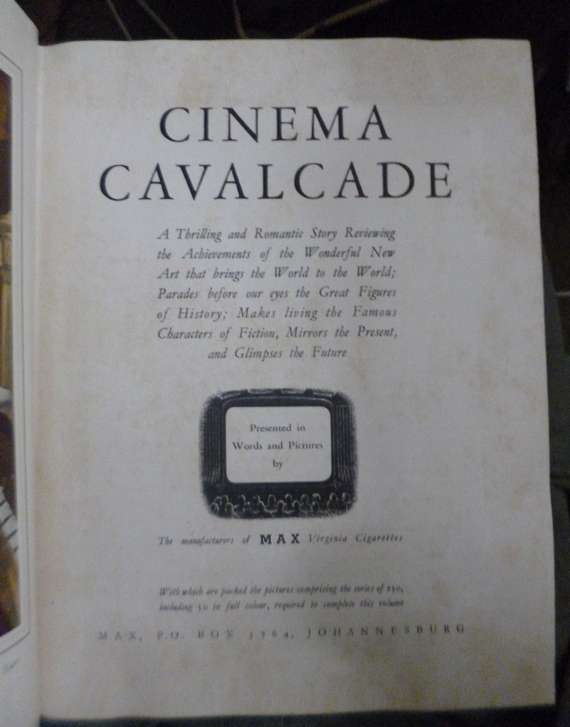 CINEMA
CAVALCADE
A Thrilling and Romantic Story Reviewing
the Achievements of the Wonderful New
Art that brings the World to the World;
Parades before our eyes the Great Figures
of History; Makes living the Famous
Characters of Fiction, Mirrors the Present,
and Glimpses the Future
Presented in
Words and Pictures
by
The manufacturers of MAX Virginia Cigarettes
With which are packed the pictures comprising the series of 250,
including 50 in full colour, required to complete this volume
MAX, P.O. BOX JOHANNESBURG